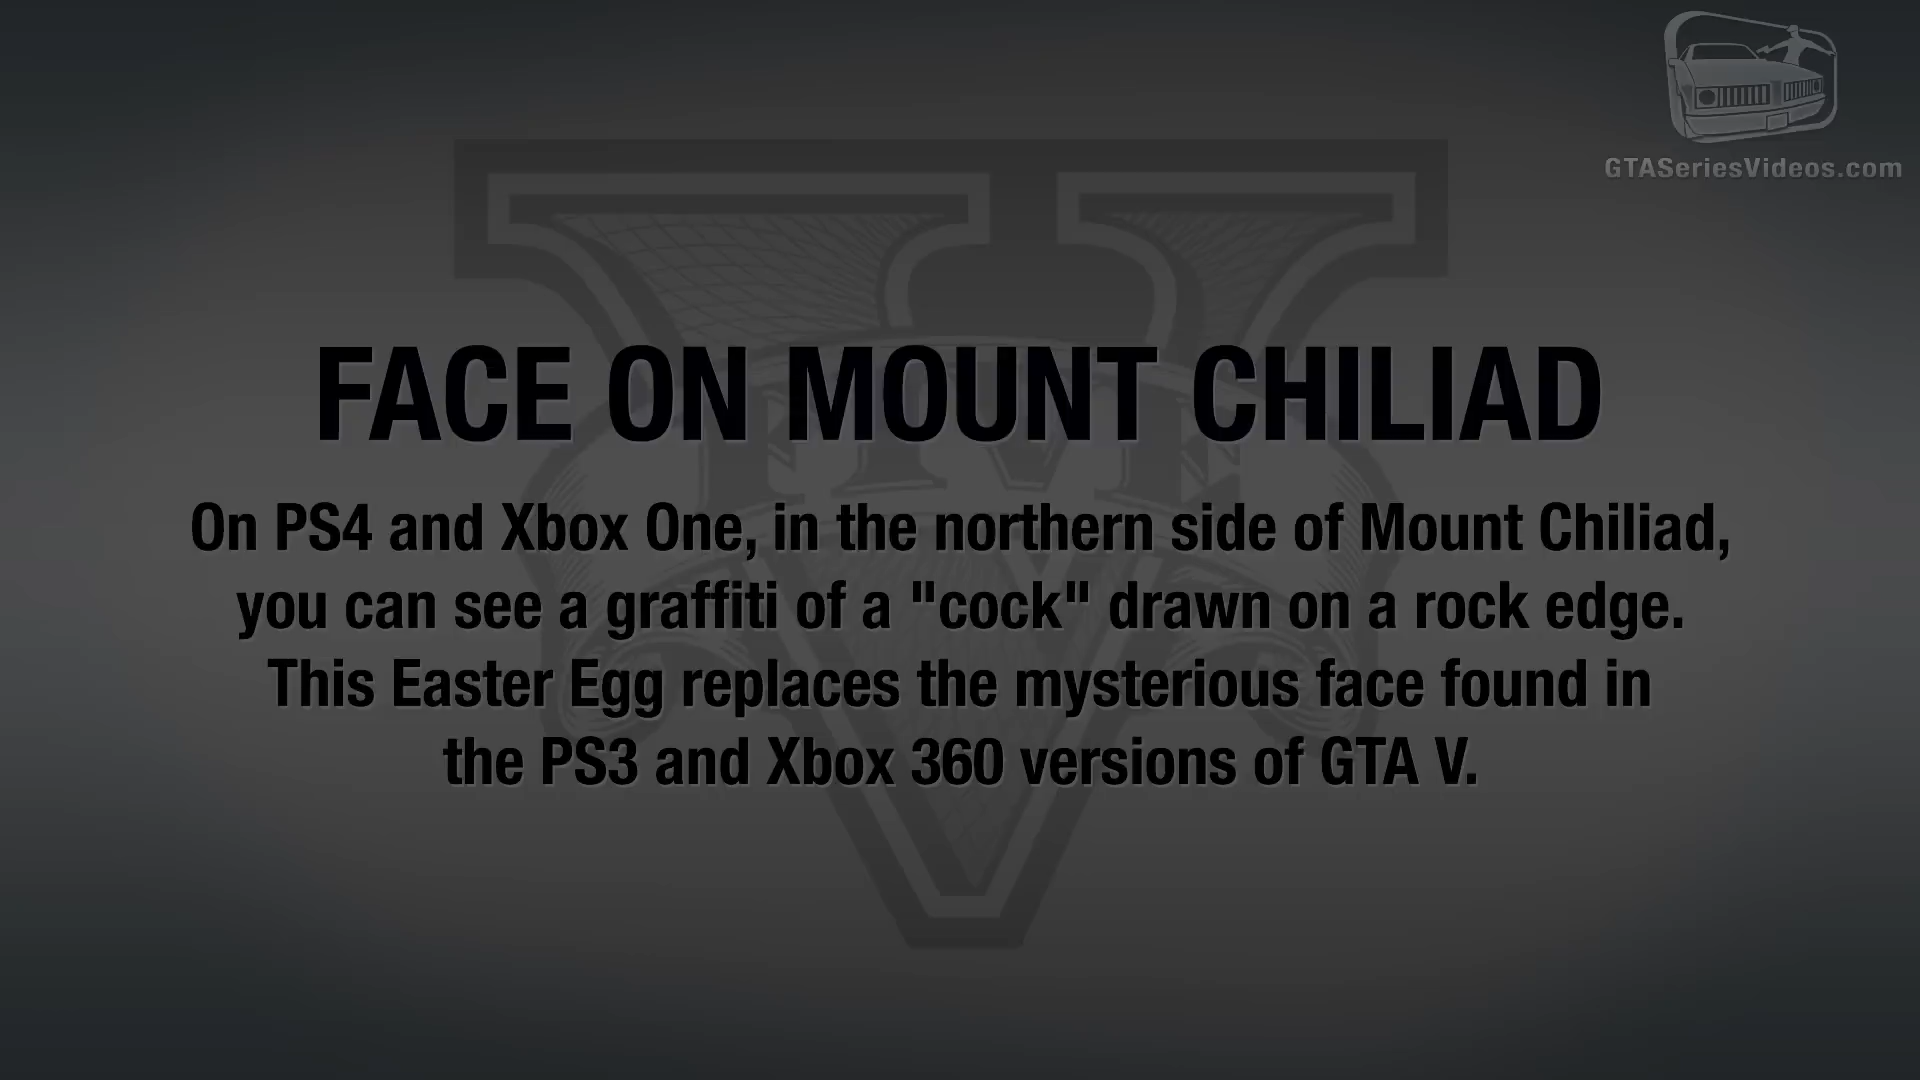 GTASeriesVideos.com
FACE ON MOUNT CHILIAD
On PS4 and Xbox One, in the northern side of Mount Chiliad,
you can see a graffiti of a "cock" drawn on a rock edge.
This Easter Egg replaces the mysterious face found in
the PS3 and Xbox 360 versions of GTA V.
V
FIVE